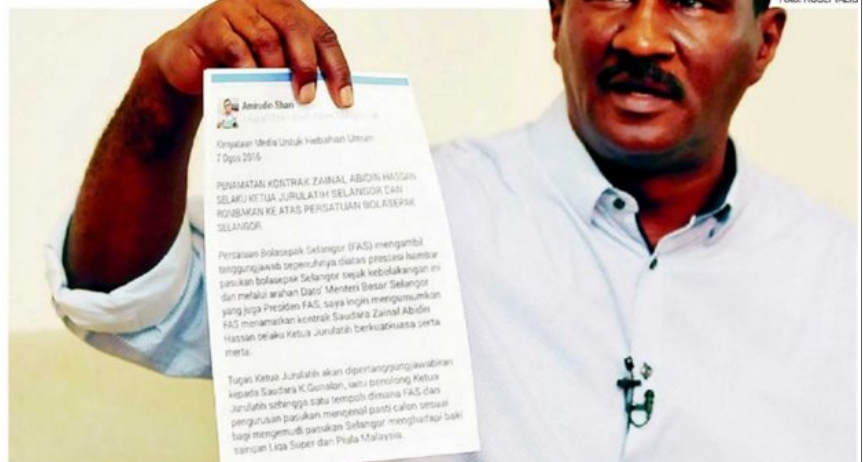 Amirudin Shari
Kenyataan Media Untuk Hebahan Umum
7 Ogos 2016
PENAMATAN KONTRAK ZAINAL ABIDIN HASSAN
SELAKU KETUA JURULATIH SELANGOR DAN
ROMBAKAN KE ATAS PERSATUAN BOLASEPAK
SELANGOR.
Persatuan Bolasepak Selangor (FAS) mengambil
tanggungjawab sepenuhnya diatas prestasi hambar
pasukan bolasepak Selangor sejak kebelakangan ini
dan melalui arahan Dato' Menteri Besar Selangor
yang juga Presiden FAS, saya ingin mengumumkan
FAS menamatkan kontrak Saudara Zainal Abidin
Hassan selaku Ketua Jurulatih berkuatkuasa serta
merta.
Tugas Ketua Jurulatih akan dipertanggungjawabkan
kepada Saudara K.Gunalan, iaitu penolong Ketua
Jurulatih sehingga satu tempoh dimana FAS dan
pengurusan pasukan mengenal pasti calon sesuai
bagi mengemudi pasukan Selangor menghadapi baki
saingan Liga Super dan Piala Malaysia.